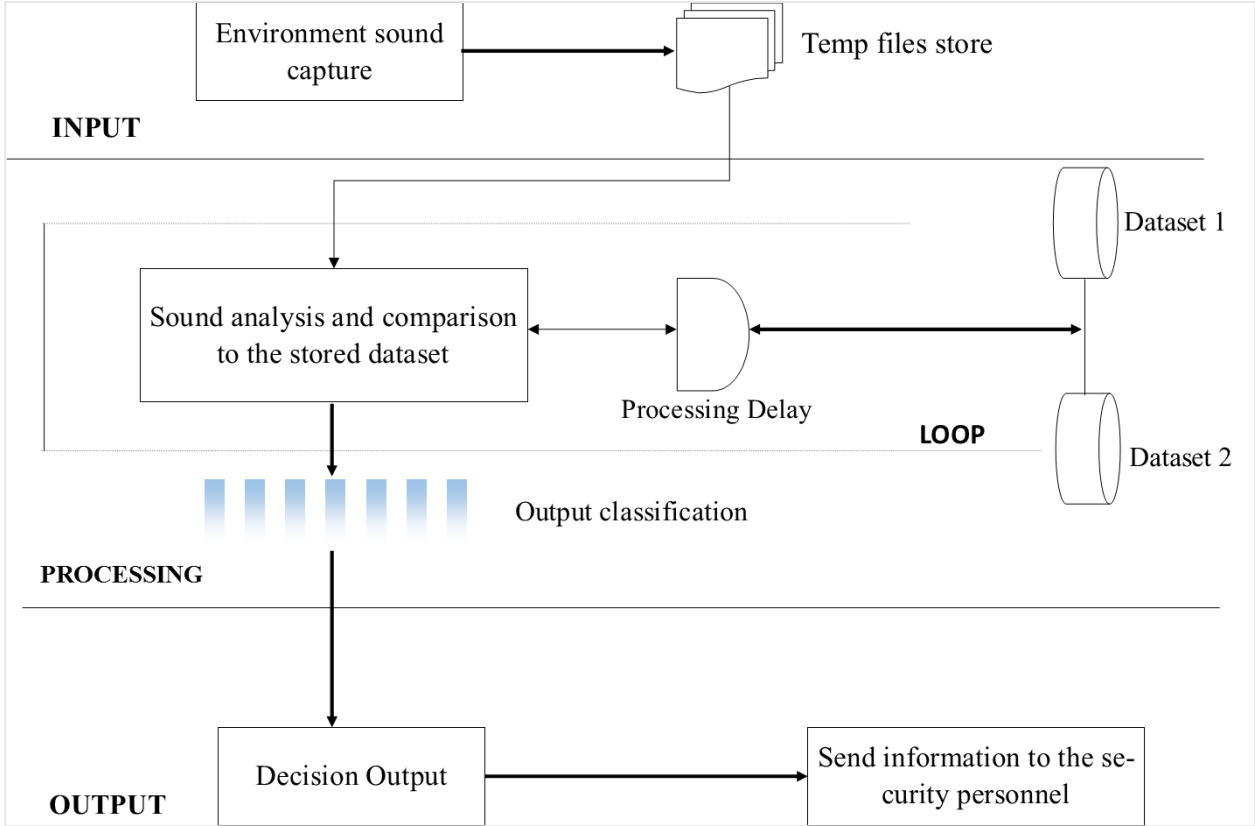 Environment sound
capture
Temp files store
INPUT
Dataset 1
Sound analysis and comparison
to the stored dataset
Processing Delay
LOOP
Dataset 2
Output classification
PROCESSING
Decision Output
Send information to the se-
curity personnel
OUTPUT